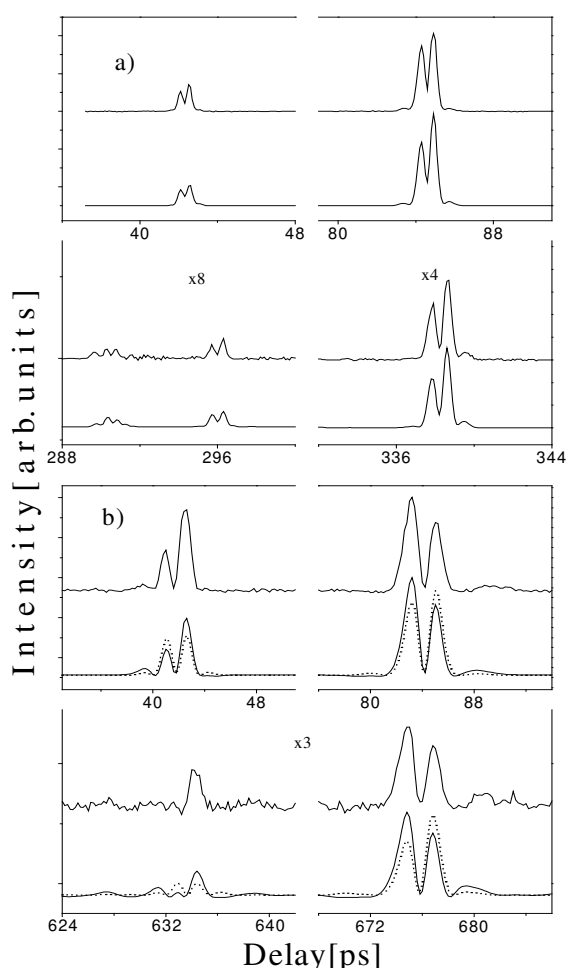 a)
40 48 80 88
x8 x4
288 296 336 344
b)
40 48 80 88
x3
624 632 640 672 680
Intensity[arb.units]
Delay[ps]